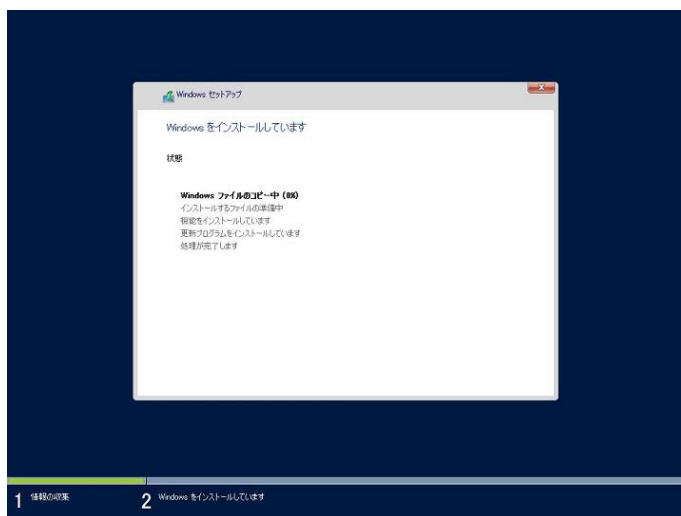 Windows セットアップ
Windows をインストールしています
状態
Windows ファイルのコピー中 (0%)
インストールするファイルの準備中
機能をインストールしています
更新プログラムをインストールしています
処理が完了します
1 情報の収集
2 Windows をインストールしています